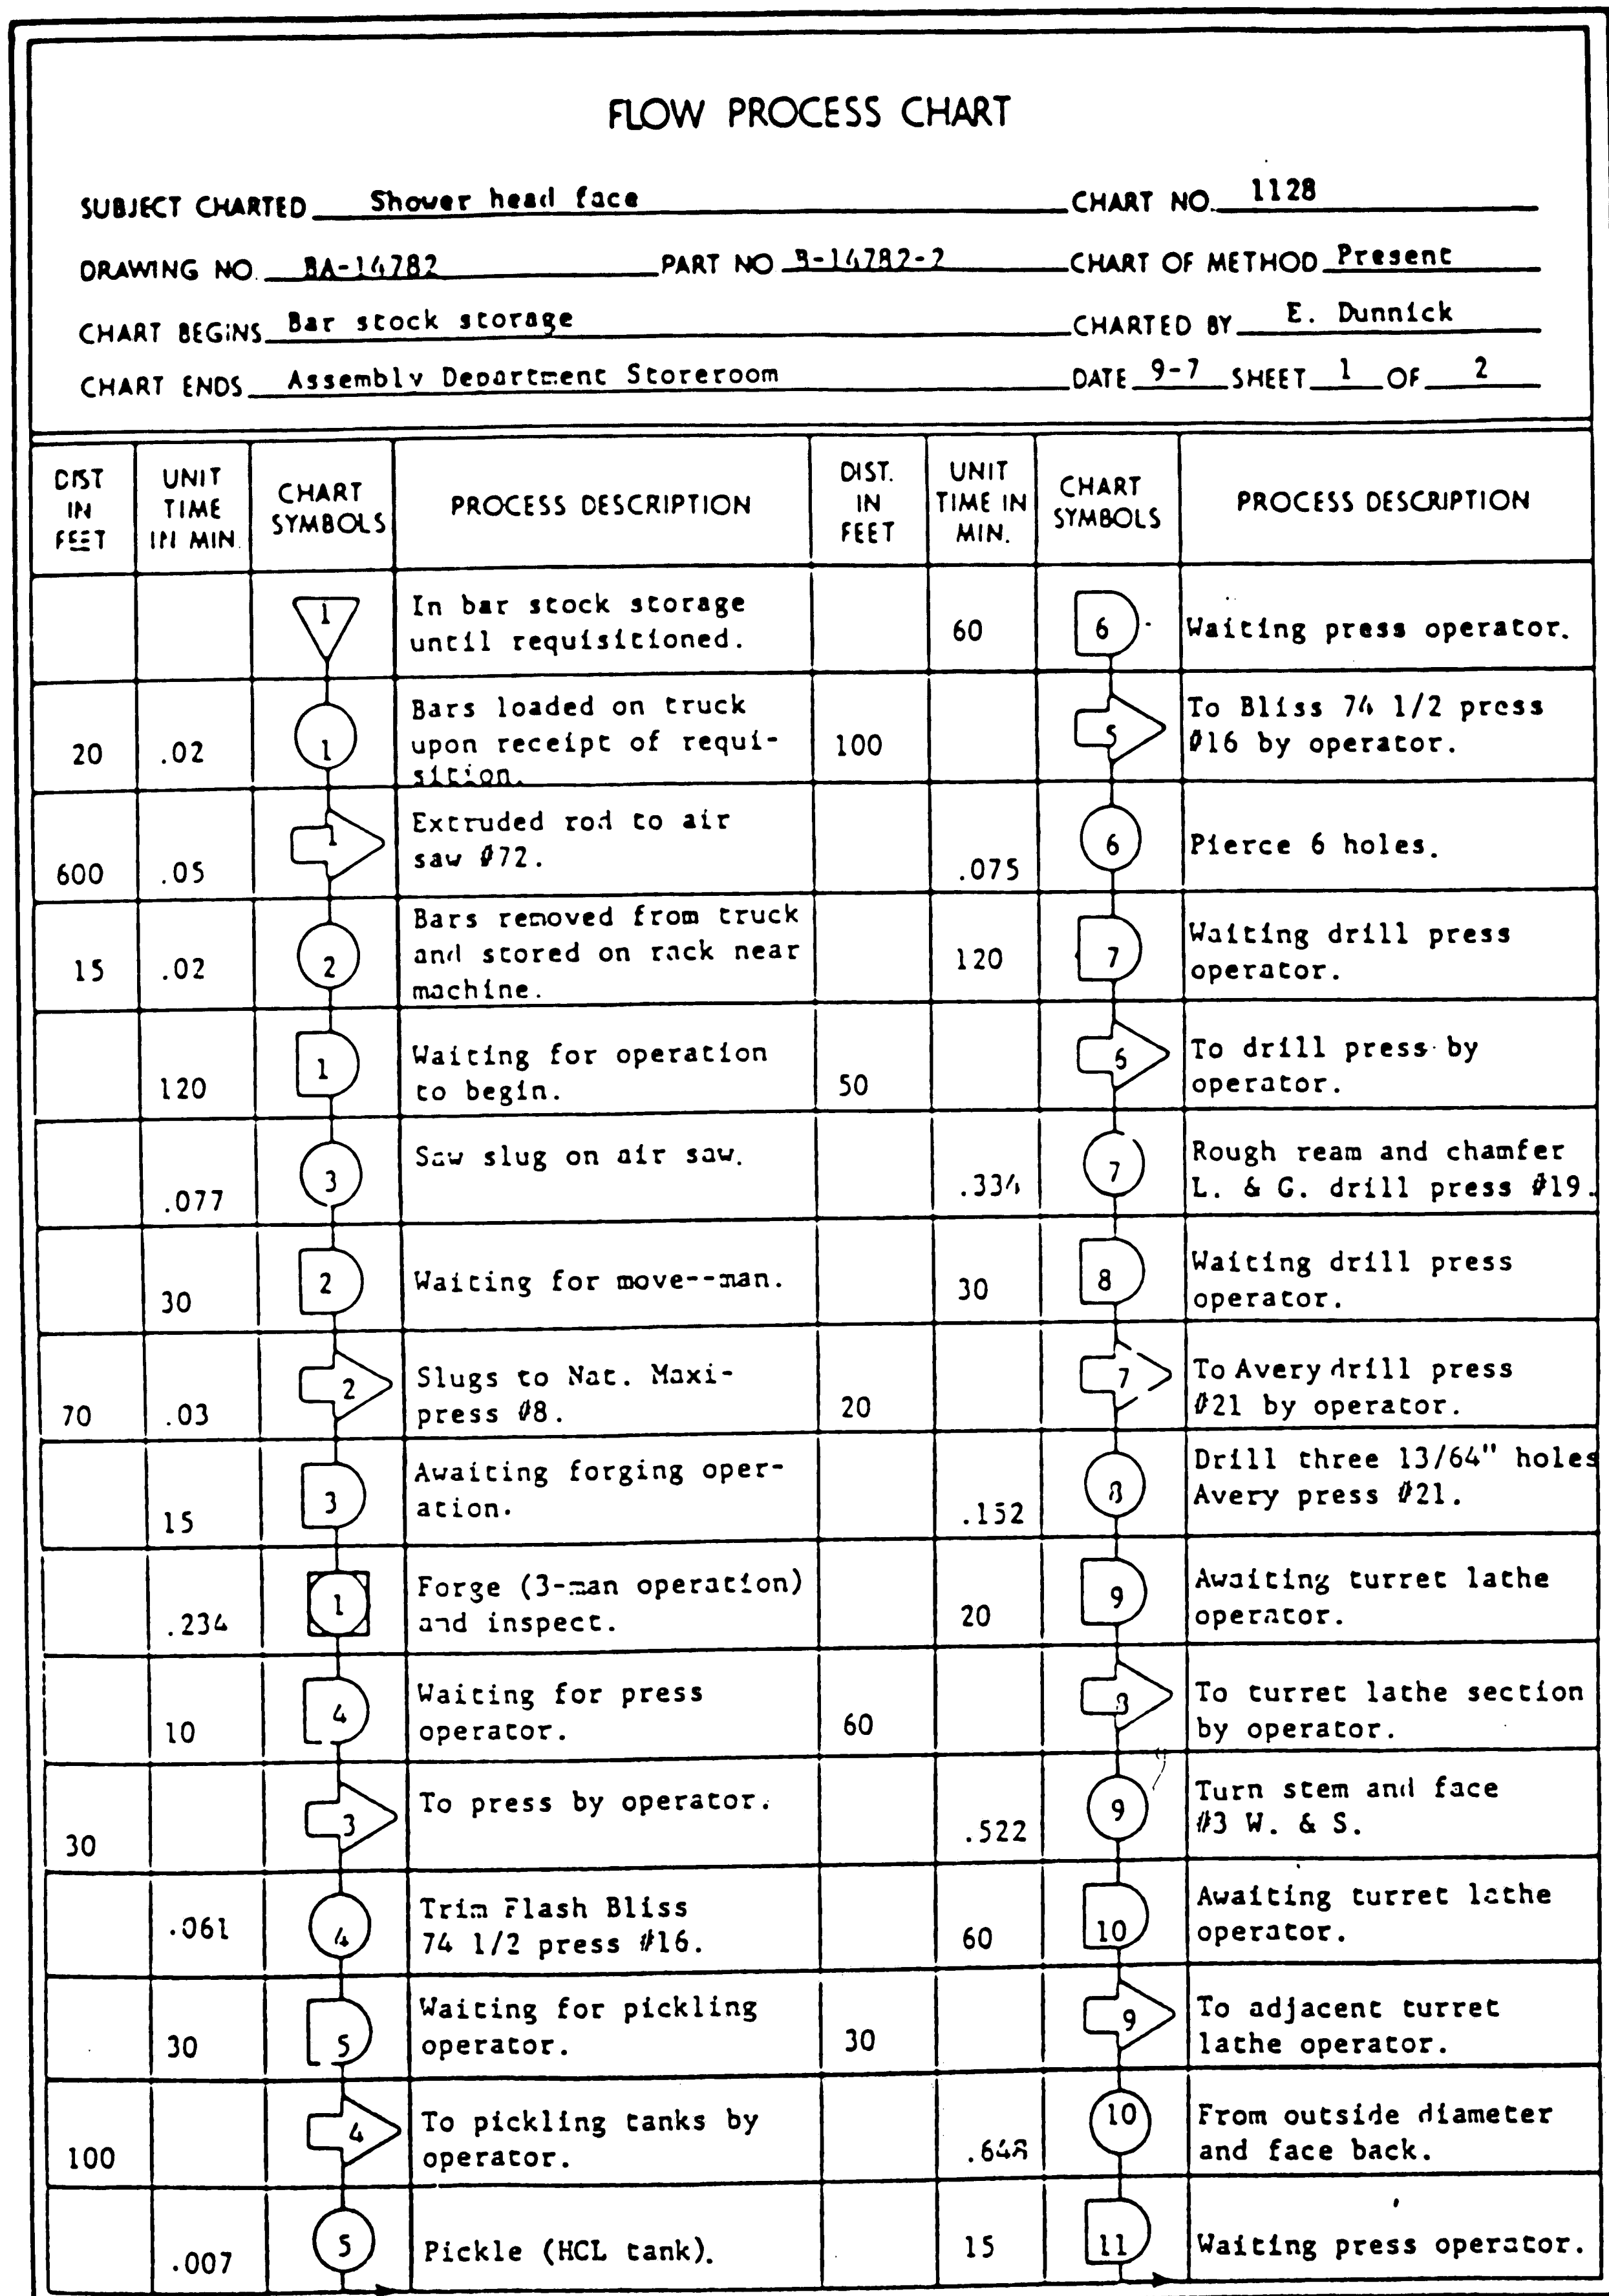 FLOW PROCESS CHART
SUBJECT CHARTED Shower head face CHART NO. 1128
DRAWING NO. BA-14782 PART NO B-14782-2 CHART OF METHOD Present
CHART BEGINS Bar stock storage CHARTED BY E. Dunnick
CHART ENDS Assembly Department Storeroom DATE 9-7 SHEET 1 OF 2
DIST IN FEET
UNIT TIME IN MIN.
CHART SYMBOLS
PROCESS DESCRIPTION
1
In bar stock storage
until requisitioned.
20 .02 1
Bars loaded on truck
upon receipt of requi-
sition.
600 .05 1
Extruded rod to air
saw #72.
15 .02 2
Bars removed from truck
and stored on rack near
machine.
120 1
Waiting for operation
to begin.
.077 3 Saw slug on air saw.
30 2 Waiting for move--man.
70 .03 2
Slugs to Nat. Maxi-
press #8.
15 3
Awaiting forging oper-
ation.
.234 1
Forge (3-man operation)
and inspect.
10 4
Waiting for press
operator.
30 3 To press by operator.
.061 4
Trim Flash Bliss
74 1/2 press #16.
30 5
Waiting for pickling
operator.
100 4
To pickling tanks by
operator.
.007 5 Pickle (HCL tank).
DIST. IN FEET
UNIT TIME IN MIN.
CHART SYMBOLS
PROCESS DESCRIPTION
60 6 Waiting press operator.
100 5
To Bliss 74 1/2 press
#16 by operator.
.075 6 Pierce 6 holes.
120 7
Waiting drill press
operator.
50 6
To drill press by
operator.
.334 7
Rough ream and chamfer
L. & G. drill press #19.
30 8
Waiting drill press
operator.
20 7
To Avery drill press
#21 by operator.
.152 8
Drill three 13/64" holes
Avery press #21.
20 9
Awaiting turret lathe
operator.
60 8
To turret lathe section
by operator.
.522 9
Turn stem and face
#3 W. & S.
60 10
Awaiting turret lathe
operator.
30 9
To adjacent turret
lathe operator.
.648 10
From outside diameter
and face back.
15 11 Waiting press operator.